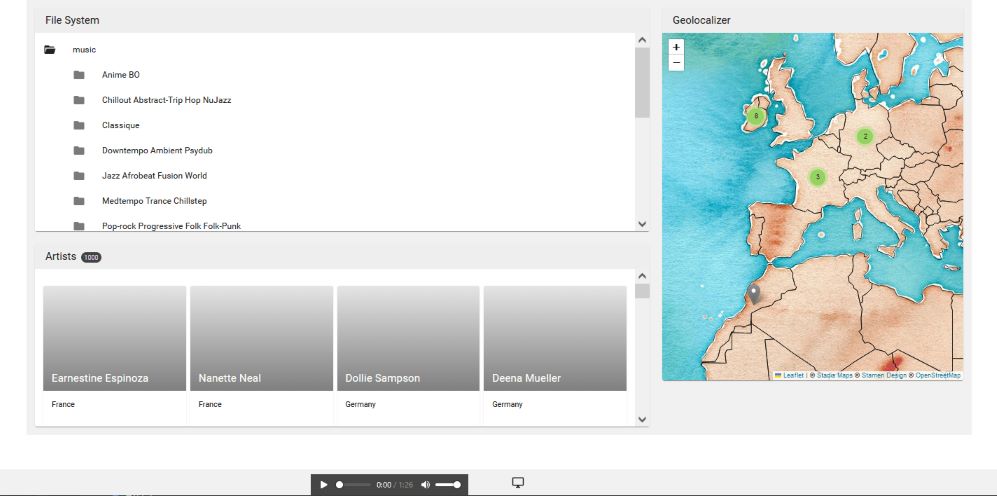 File System
music
Anime BO
Chillout Abstract-Trip Hop NuJazz
Classique
Downtempo Ambient Psydub
Jazz Afrobeat Fusion World
Medtempo Trance Chillstep
Pop-rock Progressive Folk Folk-Punk
Artists 1000
Earnestine Espinoza
Nanette Neal
Dollie Sampson
Deena Mueller
France
France
Germany
Germany
Geolocalizer
+
−
8
2
3
Leaflet | © Stadia Maps © Stamen Design © OpenStreetMap
0:00 / 1:26